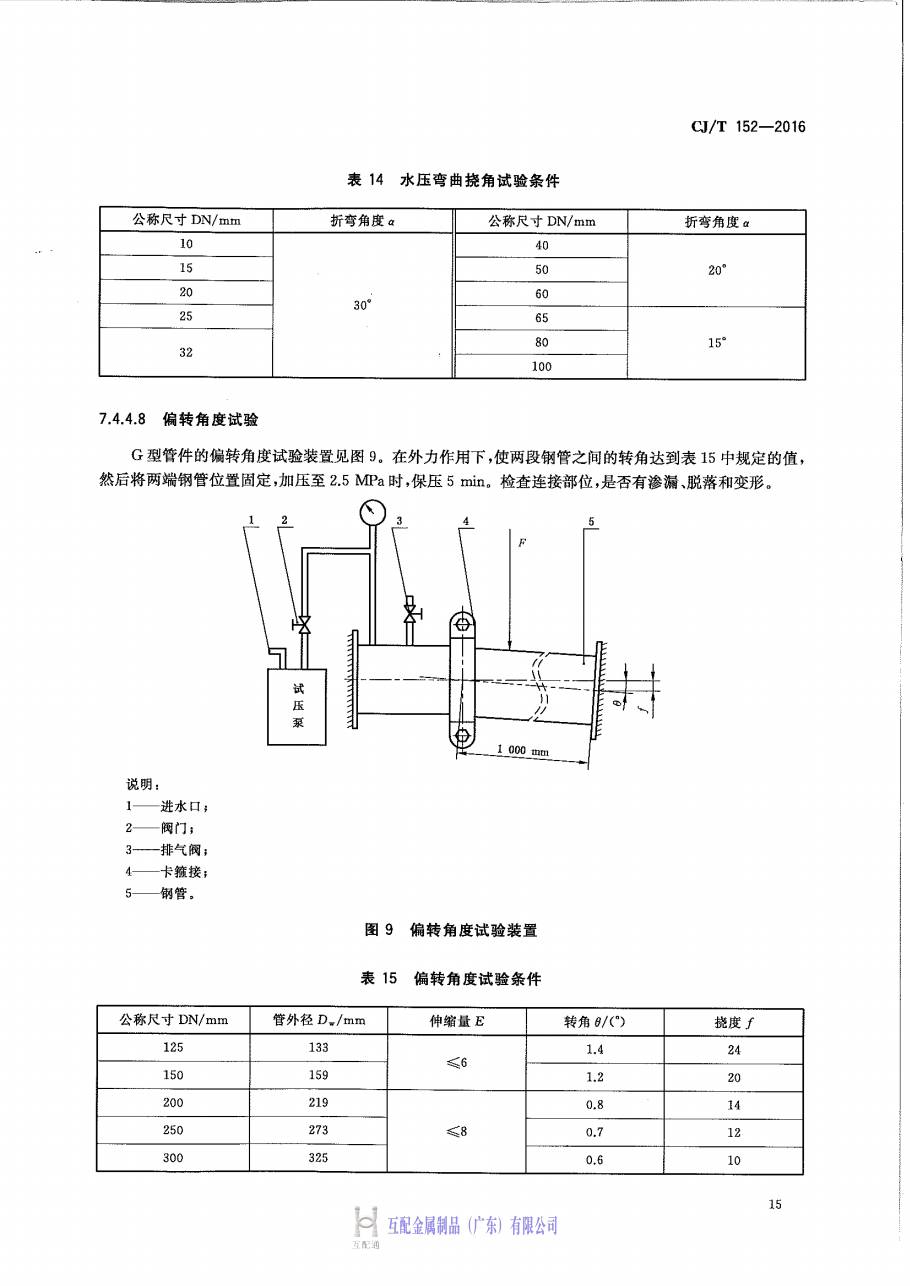 CJ/T 152—2016
表 14 水压弯曲挠角试验条件
公称尺寸 DN/mm 折弯角度 α 公称尺寸 DN/mm 折弯角度 α
10 30° 40 20°
15 50
20 60
25 65 15°
32 80
100
7.4.4.8 偏转角度试验
G 型管件的偏转角度试验装置见图 9。在外力作用下,使两段钢管之间的转角达到表 15 中规定的值,
然后将两端钢管位置固定,加压至 2.5 MPa 时,保压 5 min。检查连接部位,是否有渗漏、脱落和变形。
1 2 3 4 5
F
试
压
泵
θ
f
1 000 mm
说明:
1——进水口;
2——阀门;
3——排气阀;
4——卡箍接;
5——钢管。
图 9 偏转角度试验装置
表 15 偏转角度试验条件
公称尺寸 DN/mm 管外径 Dw/mm 伸缩量 E 转角 θ/(°) 挠度 f
125 133 ≤6 1.4 24
150 159 1.2 20
200 219 ≤8 0.8 14
250 273 0.7 12
300 325 0.6 10
15
互配金属制品(广东)有限公司
互配通